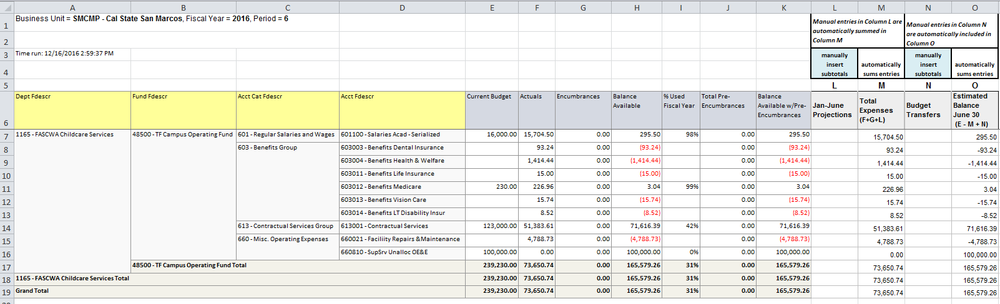 A B C D E F G H I J K L M N O
1 Business Unit = SMCMP - Cal State San Marcos, Fiscal Year = 2016, Period = 6
Manual entries in Column L are automatically summed in Column M
Manual entries in Column N are automatically included in Column O
2
3 Time run: 12/16/2016 2:59:37 PM
manually insert subtotals
automatically sums entries
manually insert subtotals
automatically sums entries
4
5 L M N O
6 Dept Fdescr Fund Fdescr Acct Cat Fdescr Acct Fdescr Current Budget Actuals Encumbrances Balance Available % Used Fiscal Year Total Pre-Encumbrances Balance Available w/Pre-Encumbrances Jan-June Projections Total Expenses (F+G+L) Budget Transfers Estimated Balance June 30 (E - M + N)
7 1165 - FASCWA Childcare Services 48500 - TF Campus Operating Fund 601 - Regular Salaries and Wages 601100 - Salaries Acad - Serialized 16,000.00 15,704.50 0.00 295.50 98% 0.00 295.50 15,704.50 295.50
8 603 - Benefits Group 603003 - Benefits Dental Insurance 93.24 0.00 (93.24) 0.00 (93.24) 93.24 -93.24
9 603004 - Benefits Health & Welfare 1,414.44 0.00 (1,414.44) 0.00 (1,414.44) 1,414.44 -1,414.44
10 603011 - Benefits Life Insurance 15.00 0.00 (15.00) 0.00 (15.00) 15.00 -15.00
11 603012 - Benefits Medicare 230.00 226.96 0.00 3.04 99% 0.00 3.04 226.96 3.04
12 603013 - Benefits Vision Care 15.74 0.00 (15.74) 0.00 (15.74) 15.74 -15.74
13 603014 - Benefits LT Disability Insur 8.52 0.00 (8.52) 0.00 (8.52) 8.52 -8.52
14 613 - Contractual Services Group 613001 - Contractual Services 123,000.00 51,383.61 0.00 71,616.39 42% 0.00 71,616.39 51,383.61 71,616.39
15 660 - Misc. Operating Expenses 660021 - Faciliity Repairs & Maintenance 4,788.73 0.00 (4,788.73) 0.00 (4,788.73) 4,788.73 -4,788.73
16 660810 - SupSrv Unalloc OE&E 100,000.00 0.00 0.00 100,000.00 0% 0.00 100,000.00 0.00 100,000.00
17 48500 - TF Campus Operating Fund Total 239,230.00 73,650.74 0.00 165,579.26 31% 0.00 165,579.26 73,650.74 165,579.26
18 1165 - FASCWA Childcare Services Total 239,230.00 73,650.74 0.00 165,579.26 31% 0.00 165,579.26 73,650.74 165,579.26
19 Grand Total 239,230.00 73,650.74 0.00 165,579.26 31% 0.00 165,579.26 73,650.74 165,579.26